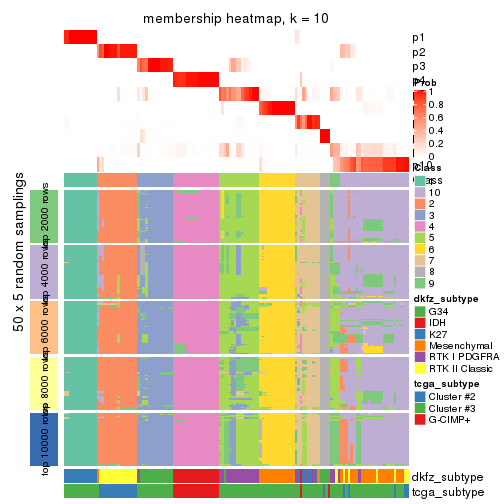 membership heatmap, k = 10
p1
p2
p3
p4
Prob
1
0.8
0.6
0.4
0.2
0
p10
Class
10
2
3
4
5
6
7
8
9
dkfz_subtype
G34
IDH
K27
Mesenchymal
RTK I PDGFRA
RTK II Classic
tcga_subtype
Cluster #2
Cluster #3
G-CIMP+
50 x 5 random samplings
top 2000 rows
top 4000 rows
top 6000 rows
top 8000 rows
top 10000 rows
dkfz_subtype
tcga_subtype